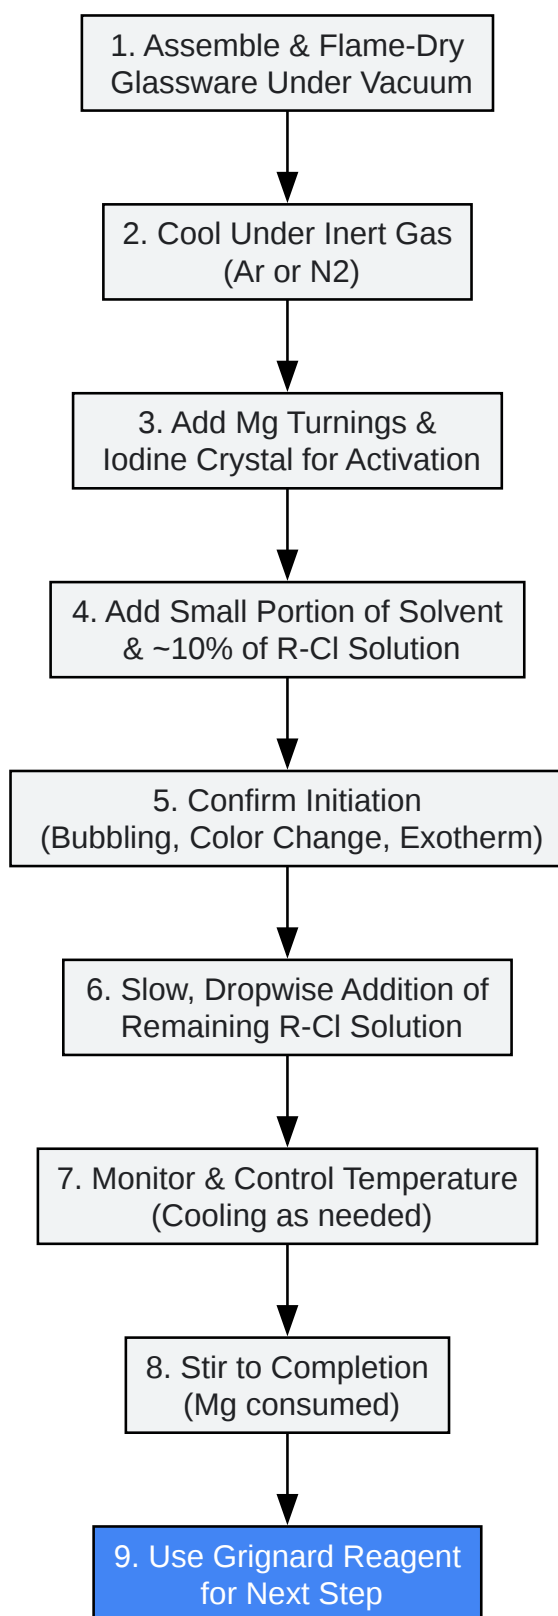 1. Assemble & Flame-Dry
Glassware Under Vacuum
2. Cool Under Inert Gas
(Ar or N2)
3. Add Mg Turnings &
Iodine Crystal for Activation
4. Add Small Portion of Solvent
& ~10% of R-Cl Solution
5. Confirm Initiation
(Bubbling, Color Change, Exotherm)
6. Slow, Dropwise Addition of
Remaining R-Cl Solution
7. Monitor & Control Temperature
(Cooling as needed)
8. Stir to Completion
(Mg consumed)
9. Use Grignard Reagent
for Next Step